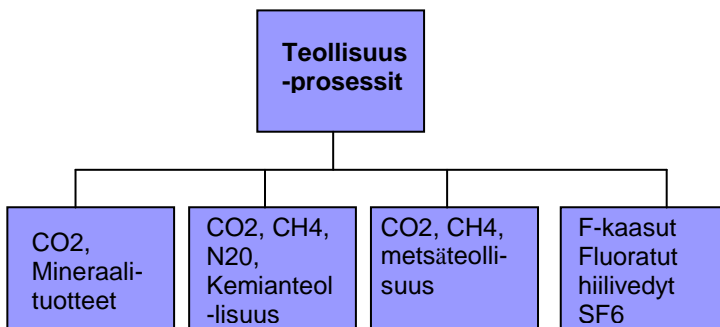 Teollisuus
-prosessit
CO2,
Mineraali-
tuotteet
CO2, CH4,
N20,
Kemianteol
-lisuus
CO2, CH4,
metsäteolli-
suus
F-kaasut
Fluoratut
hiilivedyt
SF6